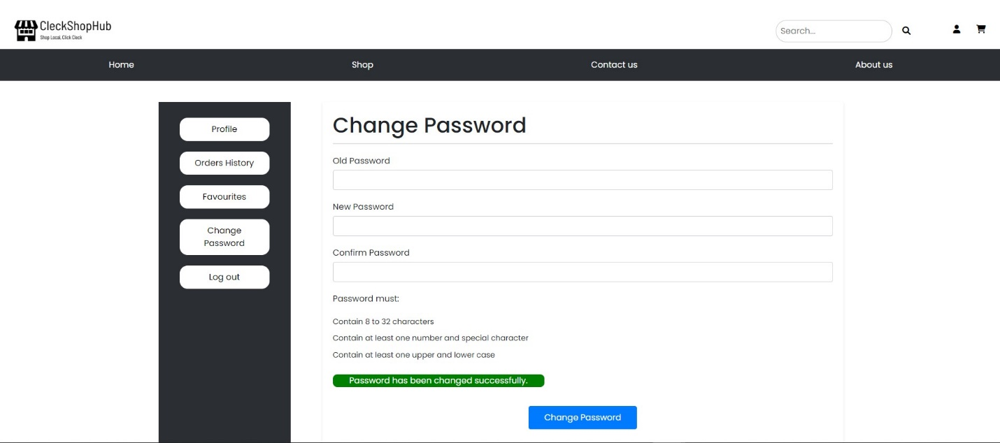 CleckShopHub
Shop Local, Click Cleck
Search...
Home
Shop
Contact us
About us
Profile
Orders History
Favourites
Change
Password
Log out
Change Password
Old Password
New Password
Confirm Password
Password must:
Contain 8 to 32 characters
Contain at least one number and special character
Contain at least one upper and lower case
Password has been changed successfully.
Change Password